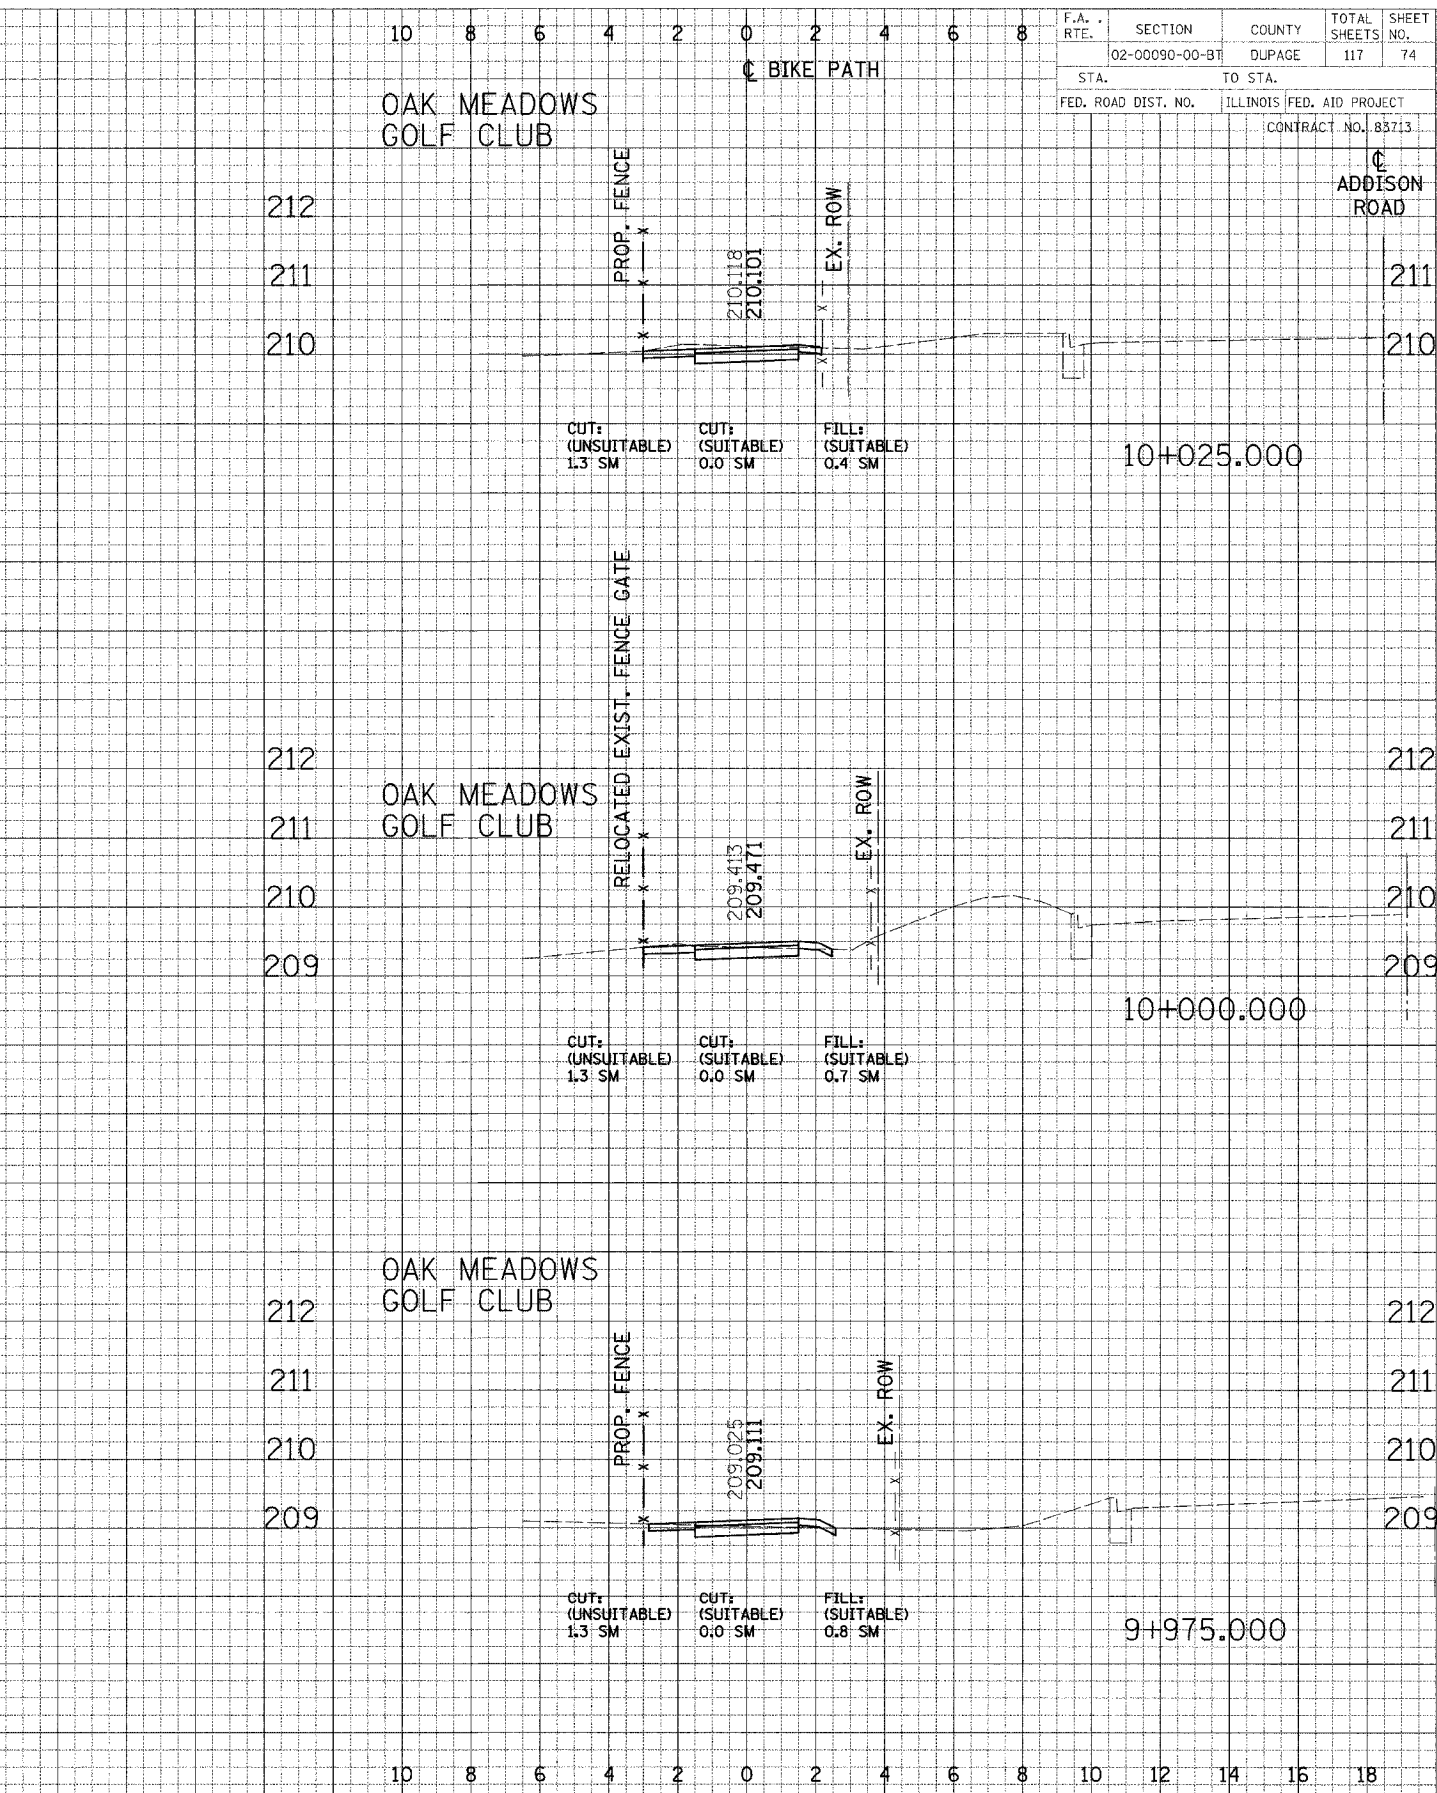 10 8 6 4 2 0 2 4 6 8
F.A. . RTE. SECTION COUNTY TOTAL SHEETS SHEET NO.
02-00090-00-BT DUPAGE 117 74
STA. TO STA.
FED. ROAD DIST. NO. ILLINOIS FED. AID PROJECT
CONTRACT NO. 83713
℄ BIKE PATH
℄
ADDISON
ROAD
OAK MEADOWS
GOLF CLUB
PROP. FENCE
EX. ROW
210.118
210.101
212
211 211
210 210
CUT: CUT: FILL:
(UNSUITABLE) (SUITABLE) (SUITABLE)
1.3 SM 0.0 SM 0.4 SM
10+025.000
RELOCATED EXIST. FENCE GATE
OAK MEADOWS
GOLF CLUB
EX. ROW
209.413
209.471
212 212
211 211
210 210
209 209
10+000.000
CUT: CUT: FILL:
(UNSUITABLE) (SUITABLE) (SUITABLE)
1.3 SM 0.0 SM 0.7 SM
OAK MEADOWS
GOLF CLUB
PROP. FENCE
EX. ROW
209.025
209.111
212 212
211 211
210 210
209 209
CUT: CUT: FILL:
(UNSUITABLE) (SUITABLE) (SUITABLE)
1.3 SM 0.0 SM 0.8 SM
9+975.000
10 8 6 4 2 0 2 4 6 8 10 12 14 16 18